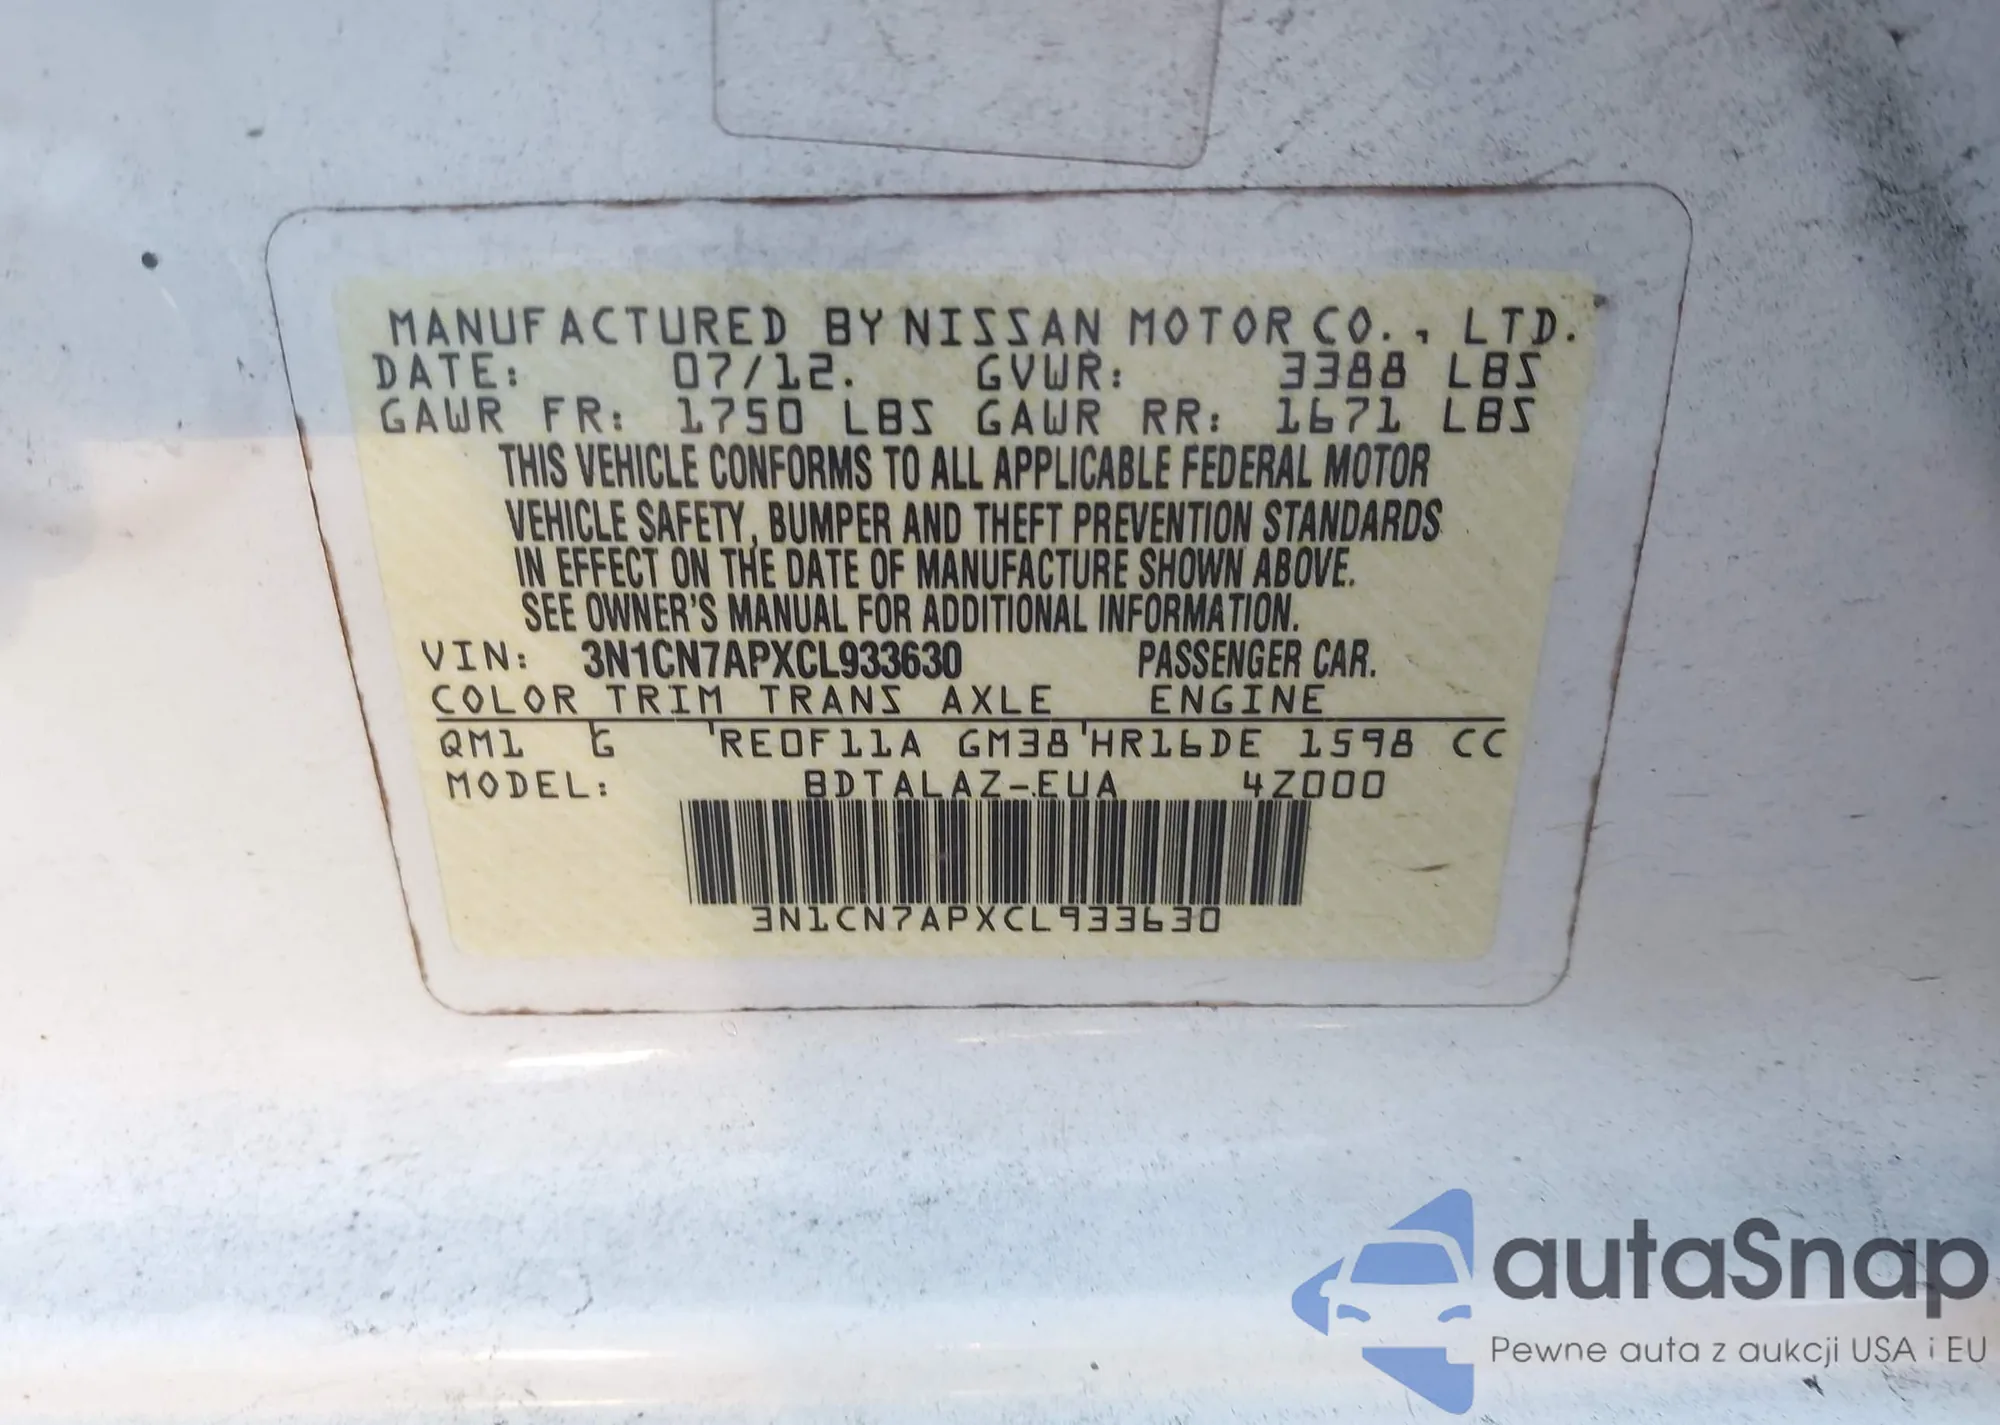 MANUFACTURED BY NISSAN MOTOR CO., LTD.
DATE: 07/12. GVWR: 3388 LBS
GAWR FR: 1750 LBS GAWR RR: 1671 LBS
THIS VEHICLE CONFORMS TO ALL APPLICABLE FEDERAL MOTOR
VEHICLE SAFETY, BUMPER AND THEFT PREVENTION STANDARDS
IN EFFECT ON THE DATE OF MANUFACTURE SHOWN ABOVE.
SEE OWNER'S MANUAL FOR ADDITIONAL INFORMATION.
VIN: 3N1CN7APXCL933630 PASSENGER CAR.
COLOR TRIM TRANS AXLE ENGINE
QM1 G 'RE0F11A GM38'HR16DE 1598 CC
MODEL: BDTALAZ-EUA 4Z000
3N1CN7APXCL933630
autaSnap
Pewne auta z aukcji USA i EU